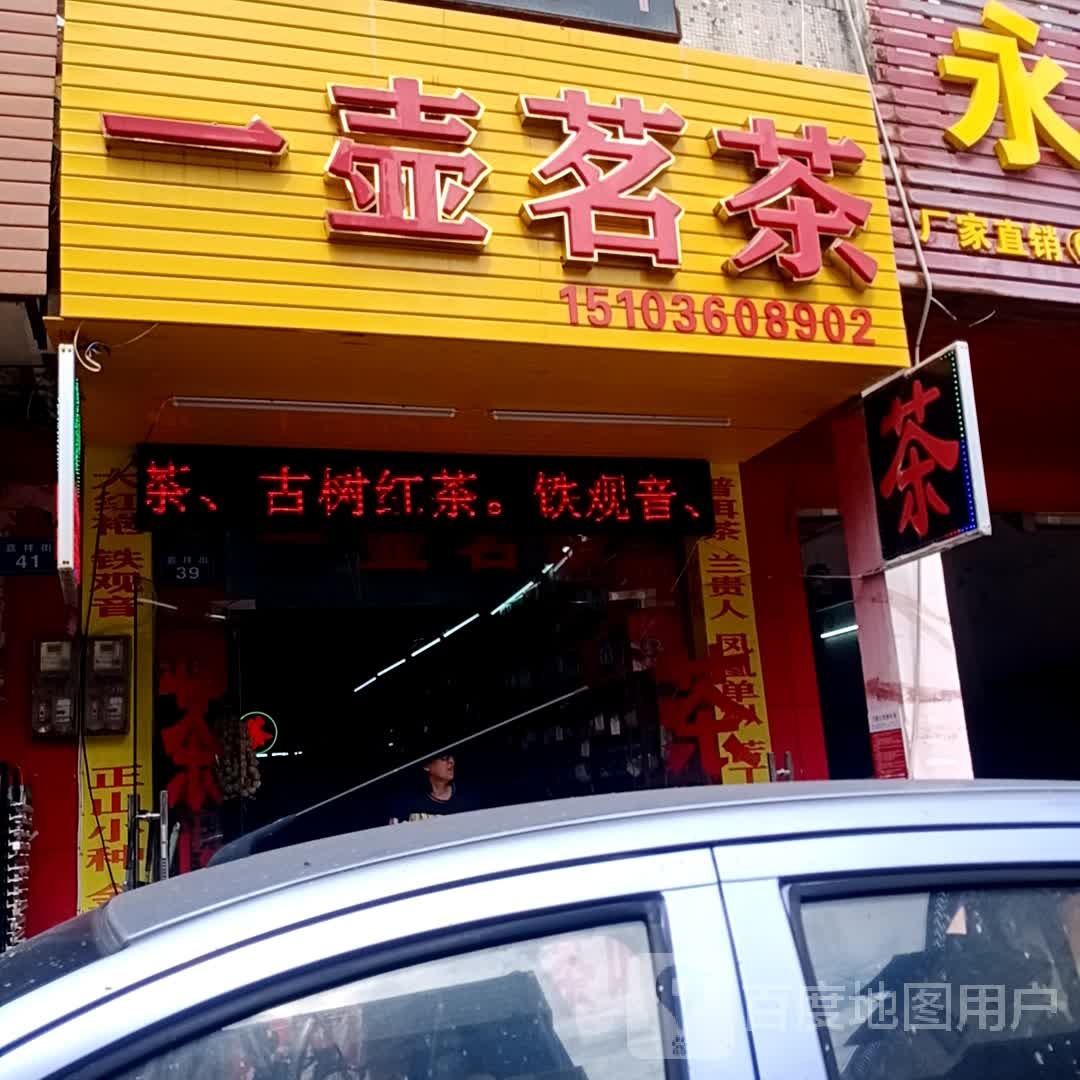 一壶茗茶
15103608902
永
厂家直销
茶
茶、古树红茶。铁观音、
大红袍 铁观音
正山小种
普洱茶 兰贵人 凤凰单
41
39
茶
茶
百度地图用户